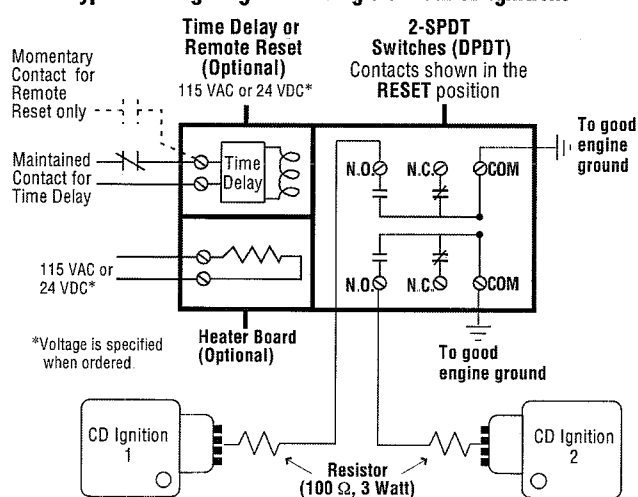 Time Delay or
Remote Reset
(Optional)
115 VAC or 24 VDC*
2-SPDT
Switches (DPDT)
Contacts shown in the
RESET position
Momentary
Contact for
Remote
Reset only
Maintained
Contact for
Time Delay
Time
Delay
N.O.
N.C.
COM
To good
engine
ground
115 VAC or
24 VDC*
N.O.
N.C.
COM
*Voltage is specified
when ordered.
Heater Board
(Optional)
To good
engine ground
CD Ignition
1
CD Ignition
2
Resistor
(100 Ω, 3 Watt)